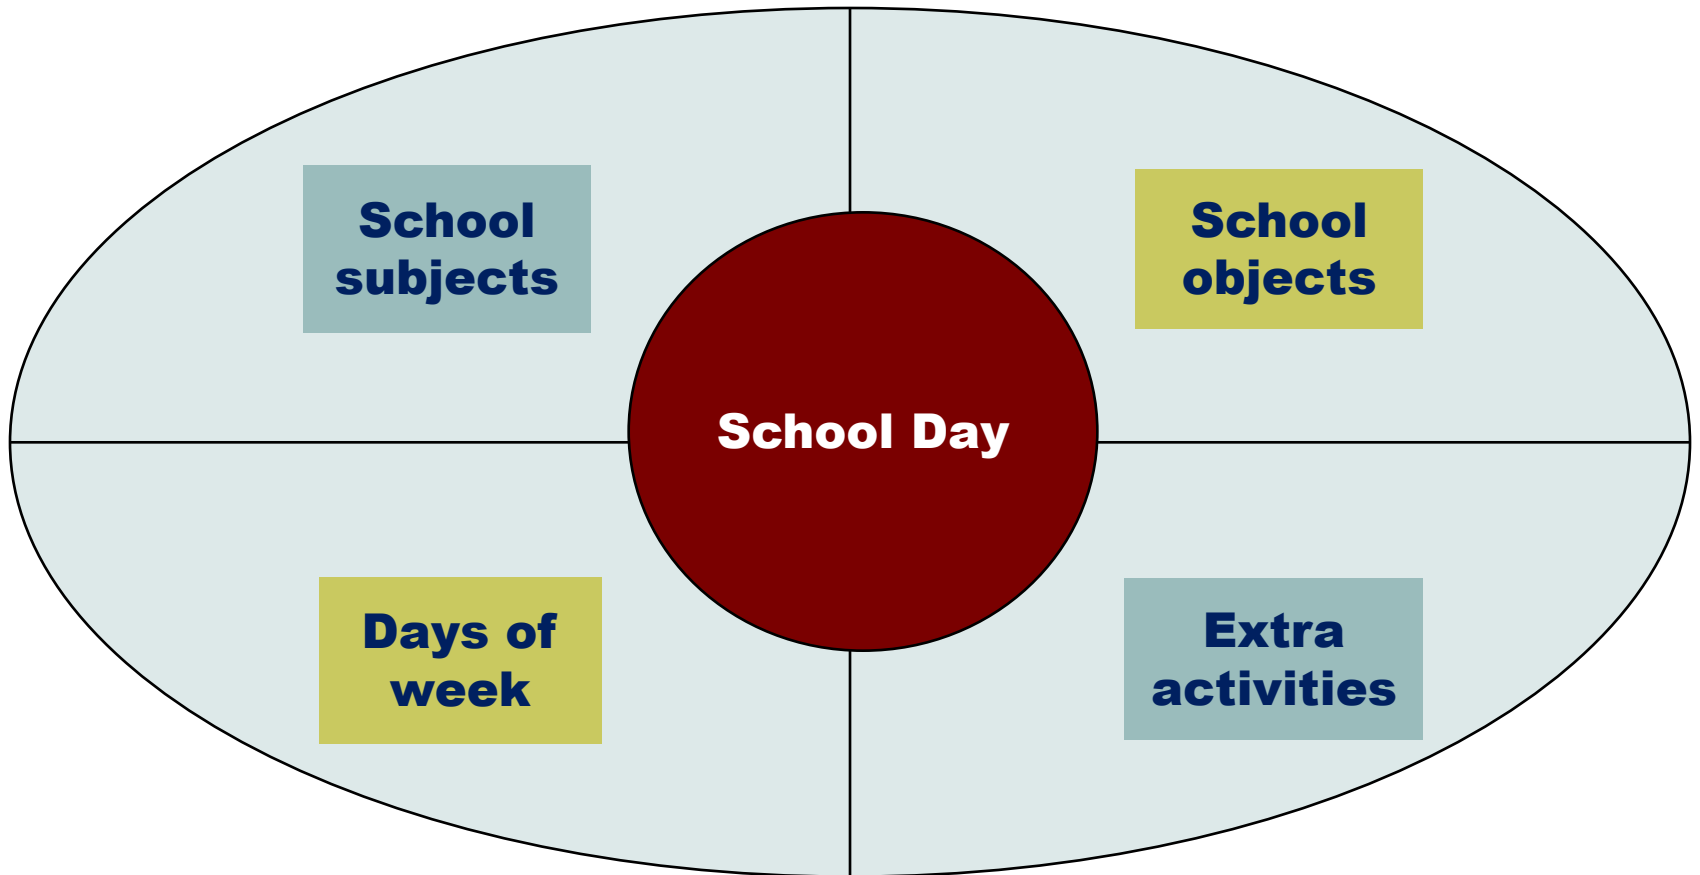 School
subjects
School
objects
School Day
Days of
week
Extra
activities